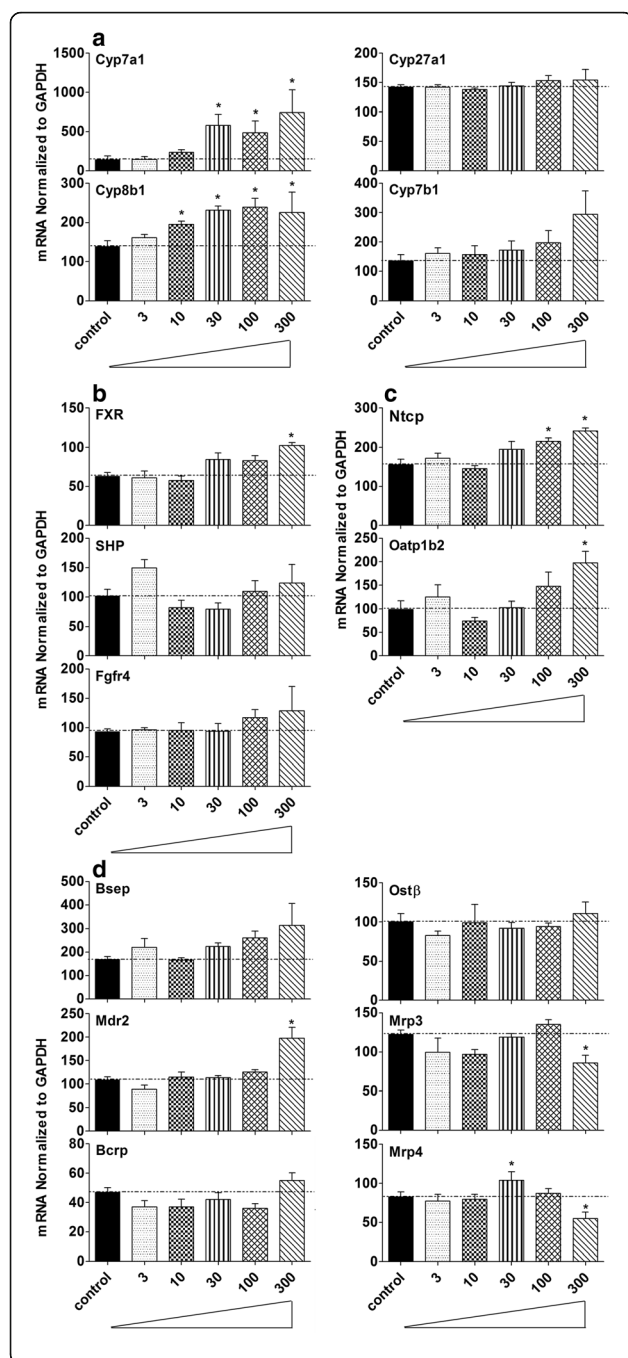 a
Cyp7a1
1500
1000
500
0
* * *
Cyp8b1
300
200
100
0
* * * *
mRNA Normalized to GAPDH
control 3 10 30 100 300
Cyp27a1
200
150
100
50
0
Cyp7b1
400
300
200
100
0
control 3 10 30 100 300
b
FXR
150
100
50
0
*
SHP
200
150
100
50
0
Fgfr4
200
150
100
50
0
mRNA Normalized to GAPDH
control 3 10 30 100 300
c
Ntcp
300
200
100
0
* *
Oatp1b2
250
200
150
100
50
0
*
mRNA Normalized to GAPDH
control 3 10 30 100 300
d
Bsep
500
400
300
200
100
0
Mdr2
250
200
150
100
50
0
*
Bcrp
80
60
40
20
0
mRNA Normalized to GAPDH
control 3 10 30 100 300
Ostβ
150
100
50
0
Mrp3
150
100
50
0
*
Mrp4
150
100
50
0
* *
control 3 10 30 100 300